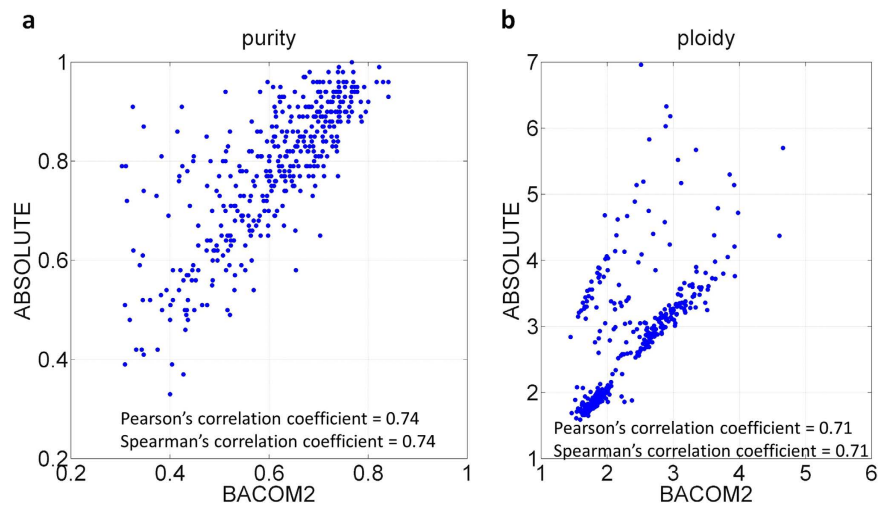 a
purity
1
0.8
0.6
0.4
0.2
ABSOLUTE
Pearson's correlation coefficient = 0.74
Spearman's correlation coefficient = 0.74
0.2 0.4 0.6 0.8 1
BACOM2
b
ploidy
7
6
5
4
3
2
1
ABSOLUTE
Pearson's correlation coefficient = 0.71
Spearman's correlation coefficient = 0.71
1 2 3 4 5 6
BACOM2